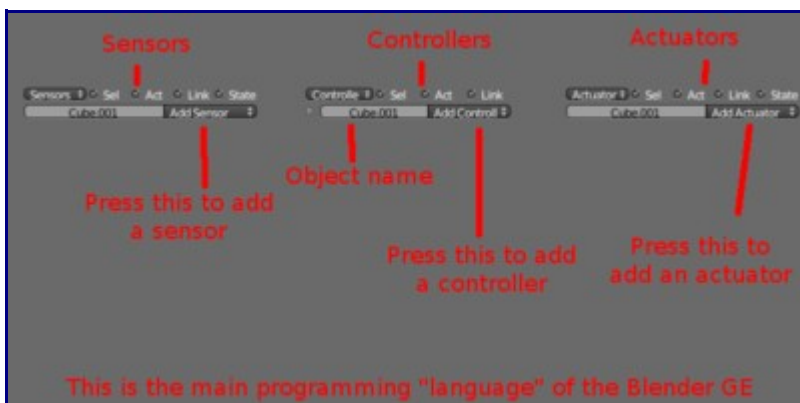 Sensors Controllers Actuators
Sensors Sel Act Link State Controlle Sel Act Link Actuator Sel Act Link State
Cube.001 Add Sensor Cube.001 Add Controll Cube.001 Add Actuator
Object name
Press this to add
a sensor
Press this to add
a controller
Press this to
add an actuator
This is the main programming "language" of the Blender GE